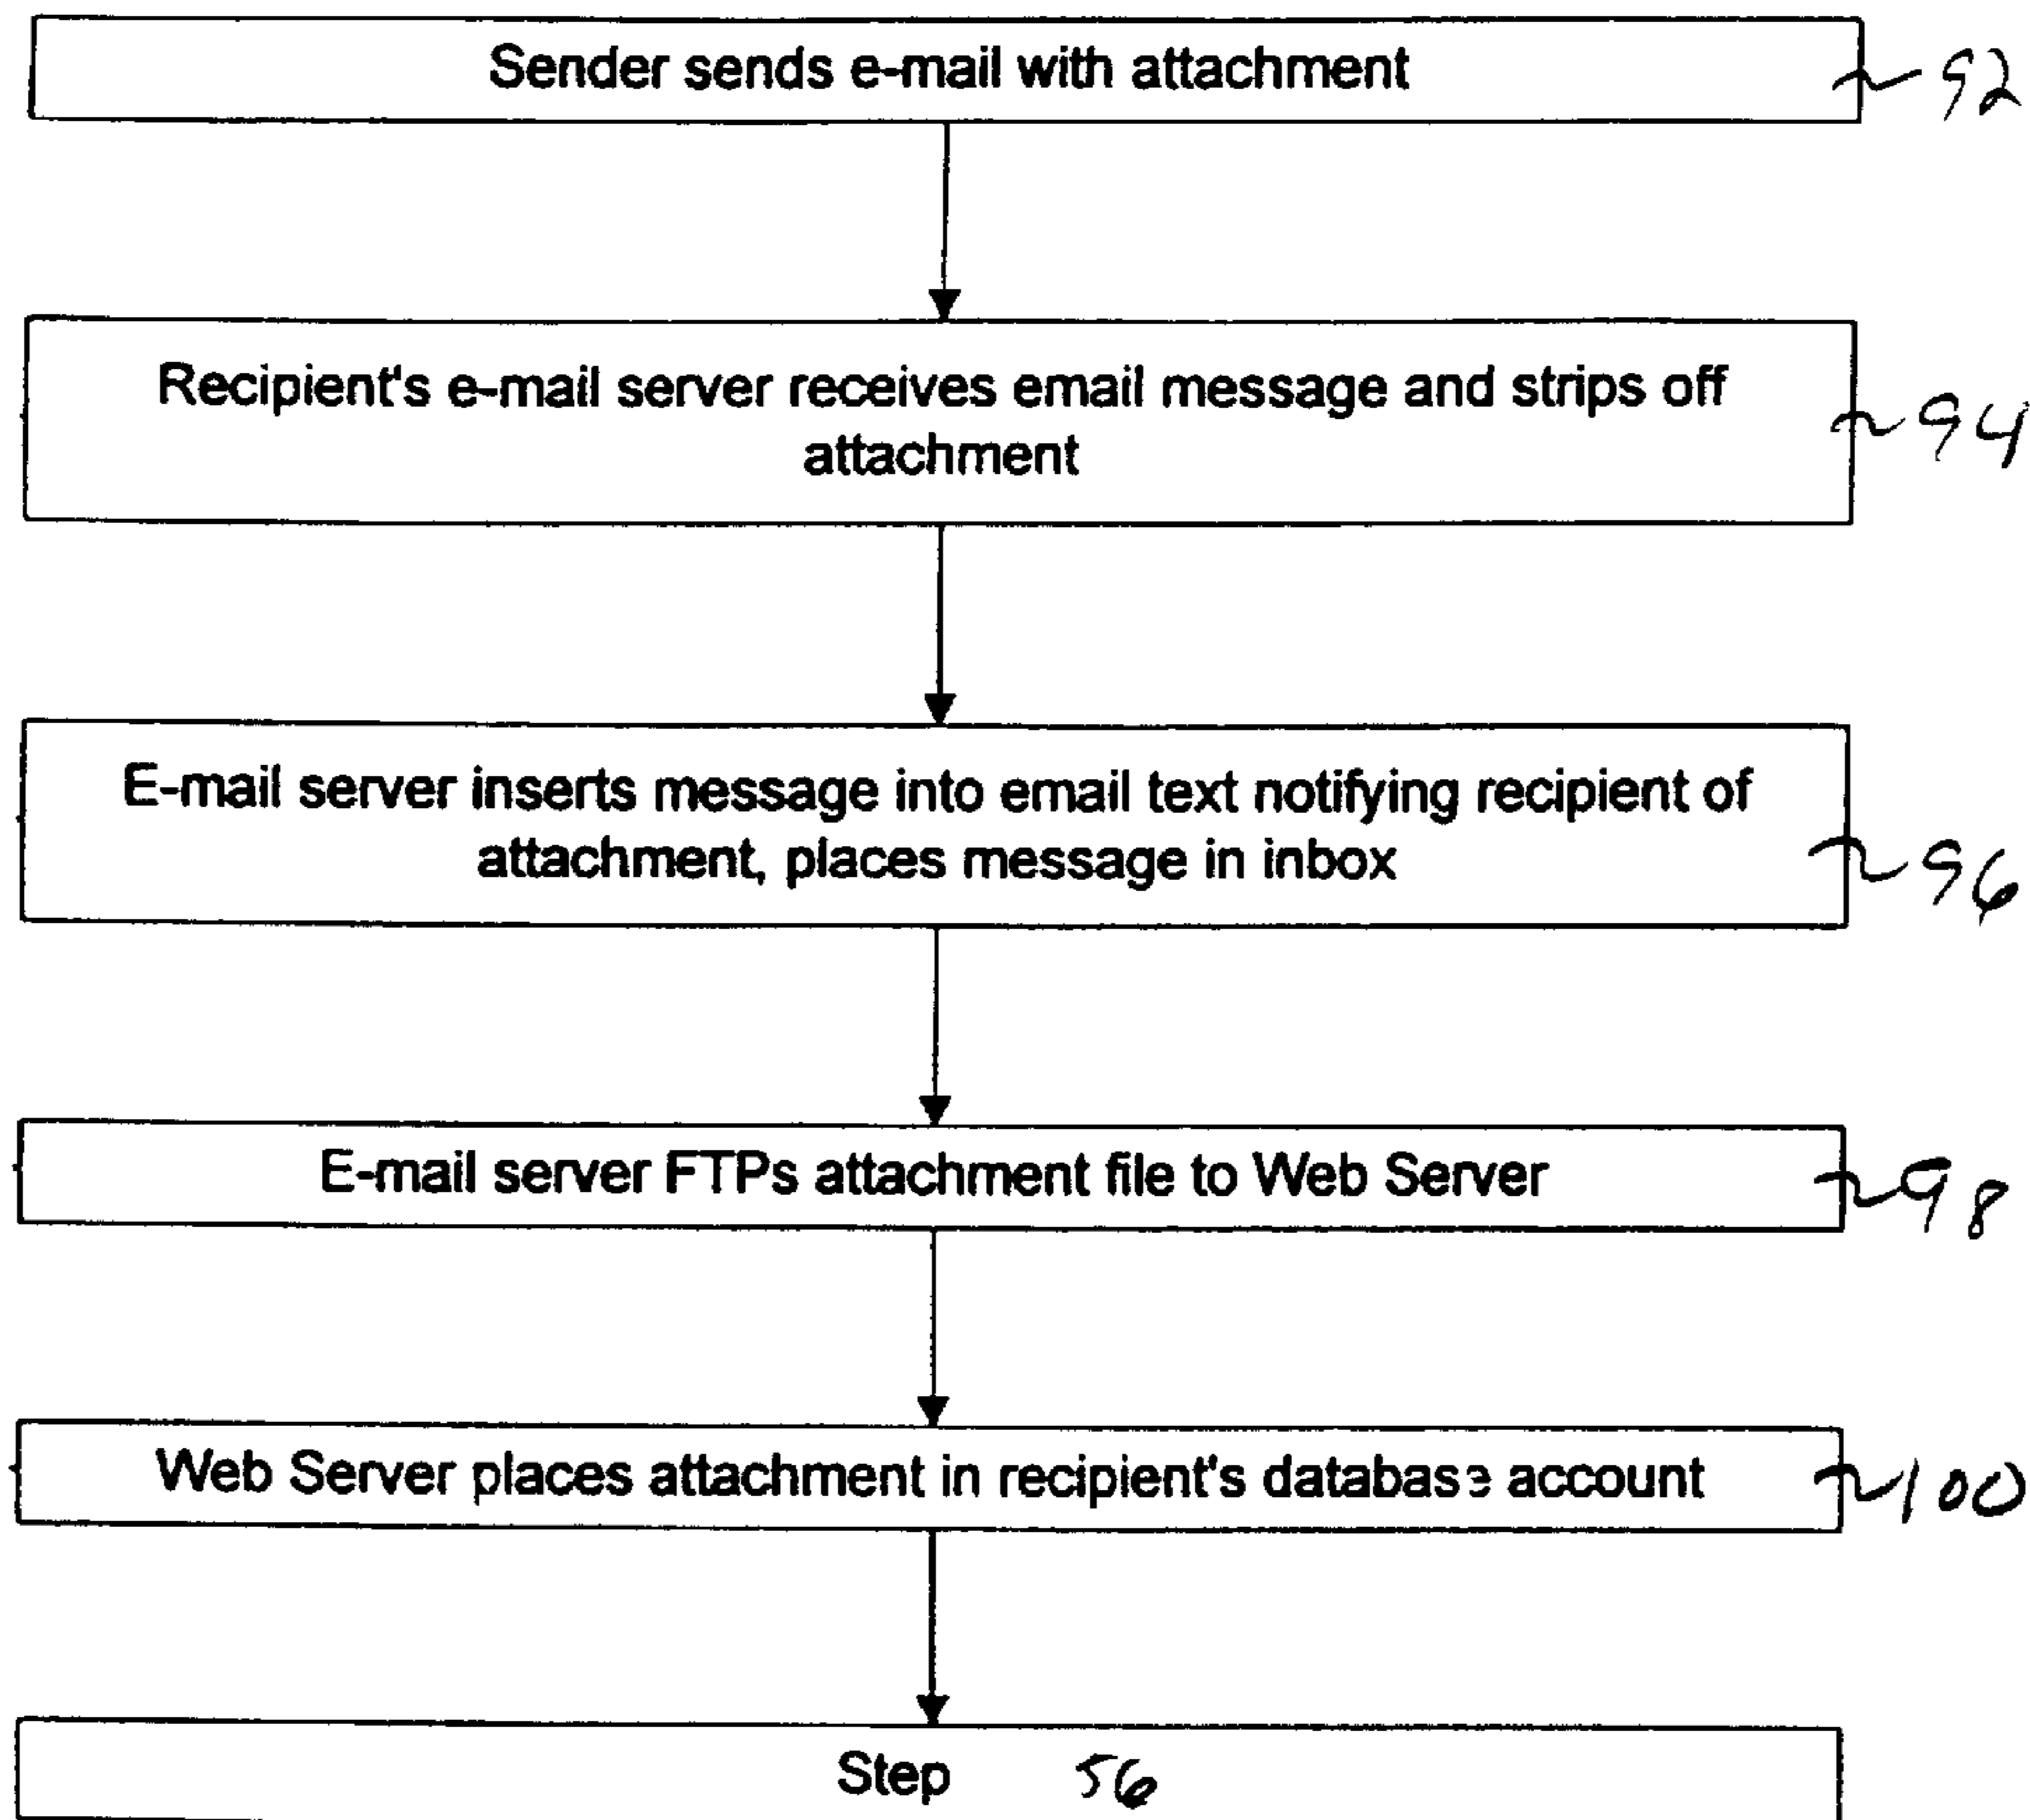 Sender sends e-mail with attachment
92
Recipient's e-mail server receives email message and strips off
attachment
94
E-mail server inserts message into email text notifying recipient of
attachment, places message in inbox
96
E-mail server FTPs attachment file to Web Server
98
Web Server places attachment in recipient's database account
100
Step 56